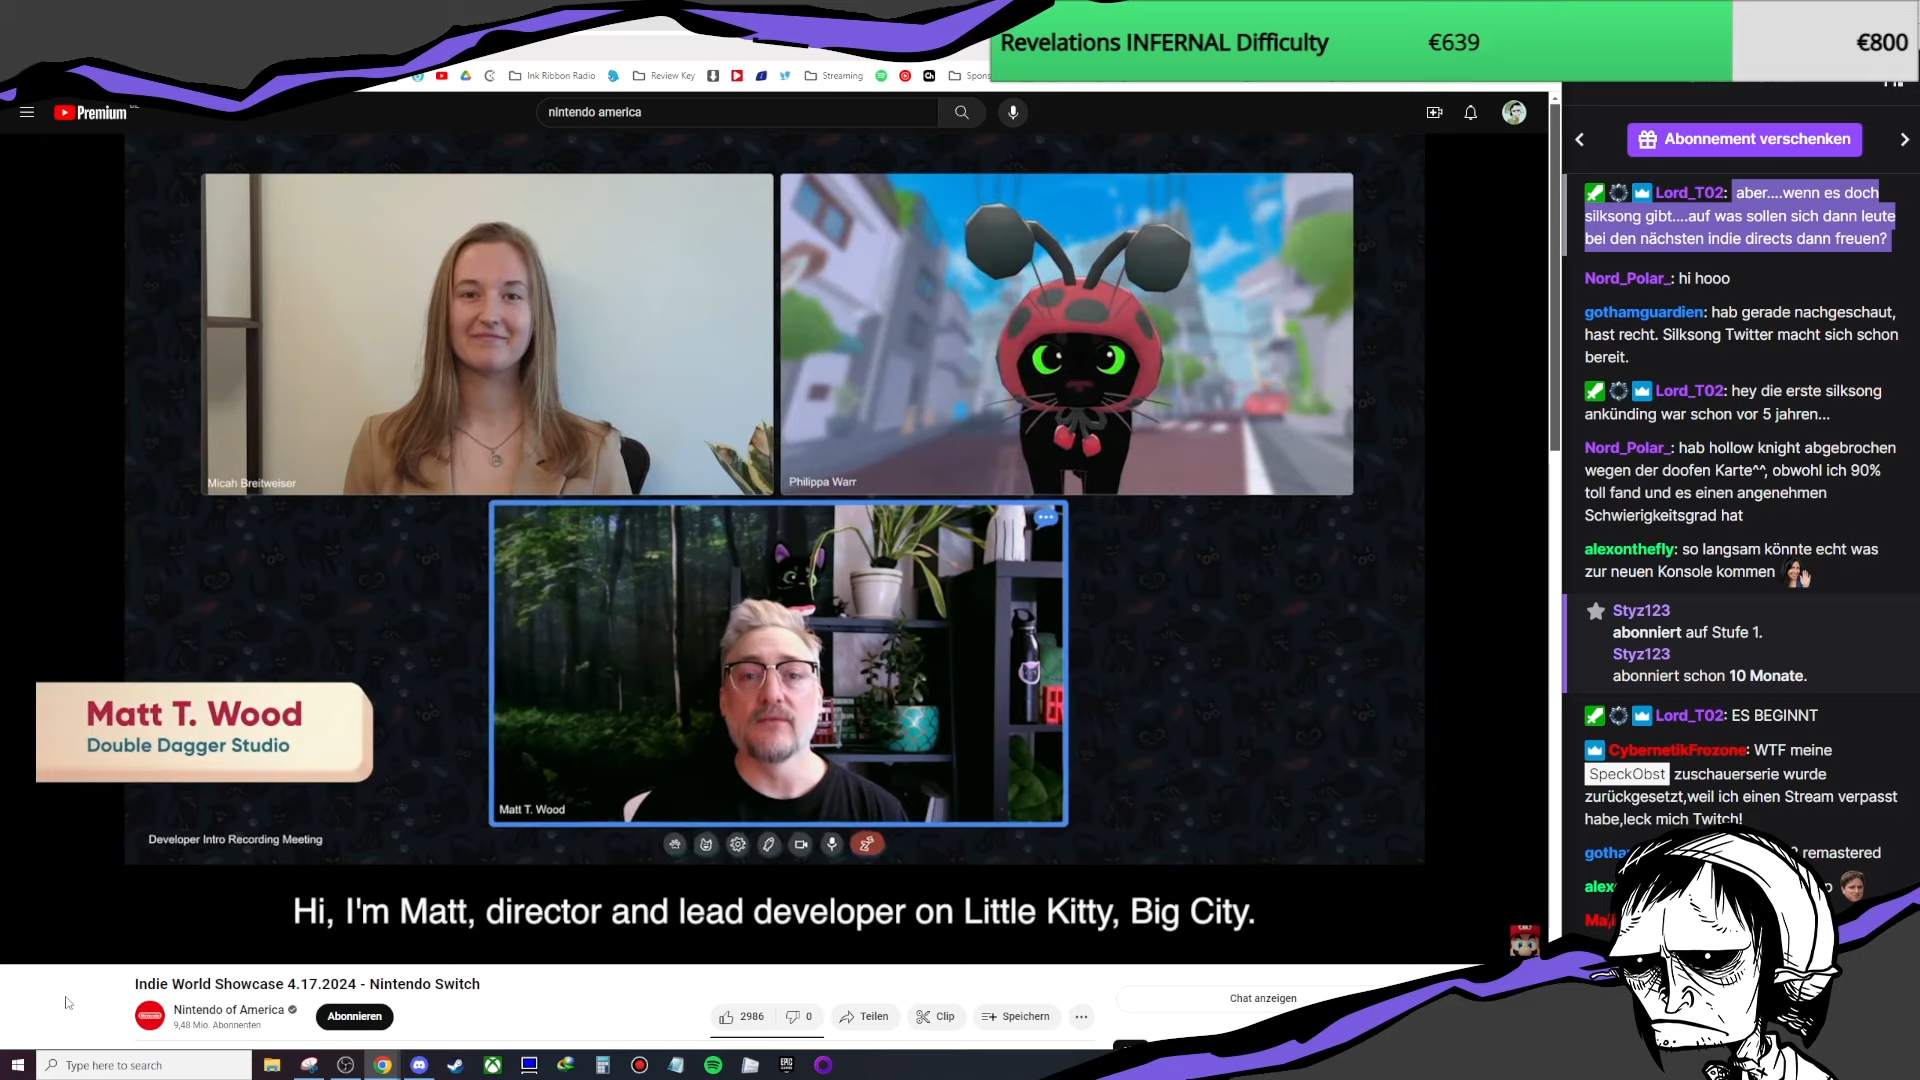 Revelations INFERNAL Difficulty €639 €800
Ink Ribbon Radio Review Key Streaming
Premium
nintendo america
Abonnement verschenken
Lord_T02: aber....wenn es doch
silksong gibt....auf was sollen sich dann leute
bei den nächsten indie directs dann freuen?
Nord_Polar_: hi hooo
gothamguardien: hab gerade nachgeschaut,
hast recht. Silksong Twitter macht sich schon
bereit.
Lord_T02: hey die erste silksong
ankünding war schon vor 5 jahren...
Nord_Polar_: hab hollow knight abgebrochen
wegen der doofen Karte^^, obwohl ich 90%
toll fand und es einen angenehmen
Schwierigkeitsgrad hat
alexonthefly: so langsam könnte echt was
zur neuen Konsole kommen
Styz123
abonniert auf Stufe 1.
Styz123
abonniert schon 10 Monate.
Lord_T02: ES BEGINNT
CybernetikFrozone: WTF meine
SpeckObst zuschauerserie wurde
zurückgesetzt,weil ich einen Stream verpasst
habe,leck mich Twitch!
remastered
Micah Breitweiser
Philippa Warr
Matt T. Wood
Double Dagger Studio
Matt T. Wood
Developer Intro Recording Meeting
Hi, I'm Matt, director and lead developer on Little Kitty, Big City.
Indie World Showcase 4.17.2024 - Nintendo Switch
Nintendo of America
9,48 Mio. Abonnenten
Abonnieren
2986 0 Teilen Clip Speichern
Chat anzeigen
Type here to search